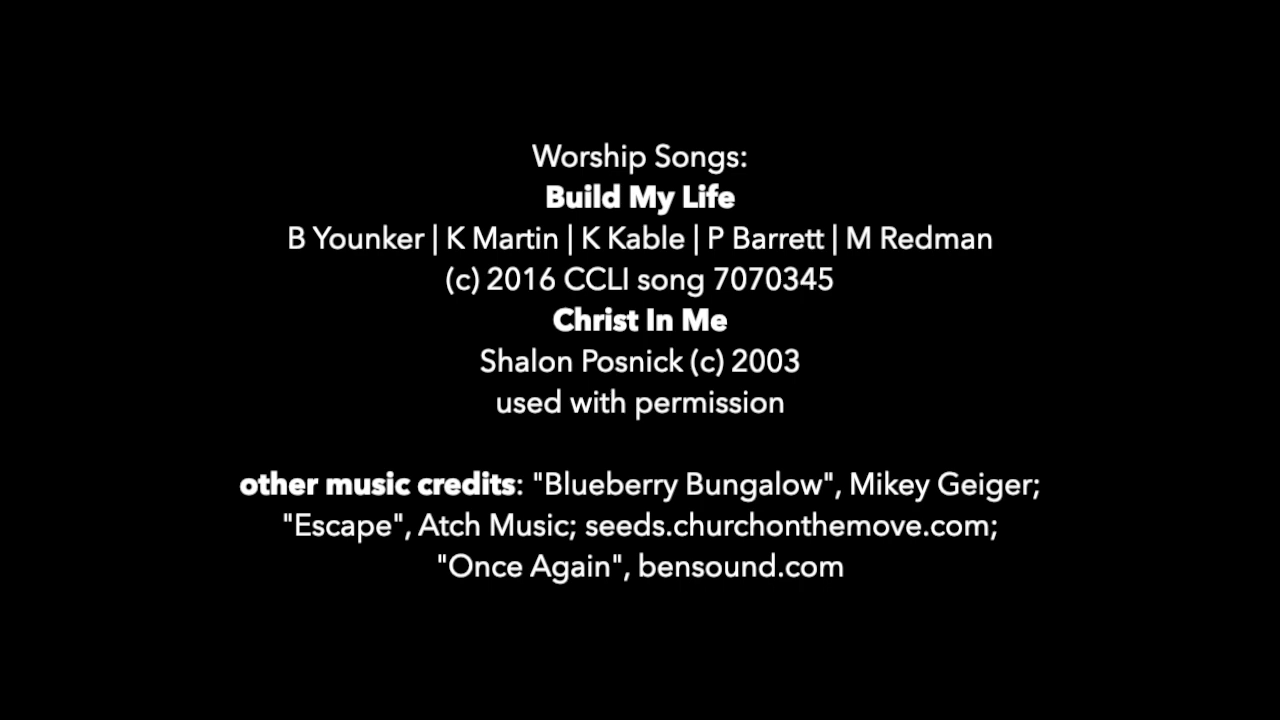 Worship Songs:
Build My Life
B Younker | K Martin | K Kable | P Barrett | M Redman
(c) 2016 CCLI song 7070345
Christ In Me
Shalon Posnick (c) 2003
used with permission
other music credits: "Blueberry Bungalow", Mikey Geiger;
"Escape", Atch Music; seeds.churchonthemove.com;
"Once Again", bensound.com